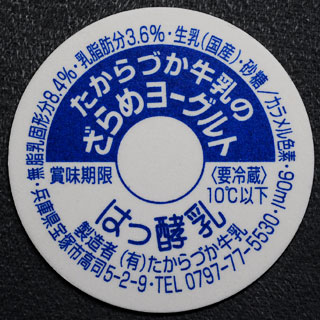 ・無脂乳固形分8.4%・乳脂肪分3.6%・生乳(国産)・砂糖/カラメル色素・90ml・
たからづか牛乳の
ざらめヨーグルト
賞味期限
〈要冷蔵〉
10℃以下
はっ酵乳
製造者(有)たからづか牛乳
兵庫県宝塚市高司5-2-9・TEL 0797-77-5530